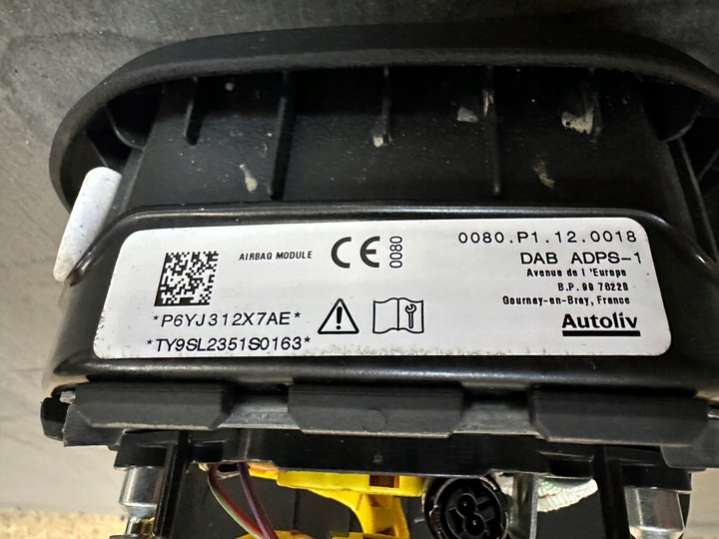 AIRBAG MODULE
CE 0080
0080.P1.12.0018
DAB ADPS-1
Avenue de l'Europe
B.P. 99 76220
Gournay-en-Bray, France
Autoliv
*P6YJ312X7AE*
*TY9SL2351S0163*